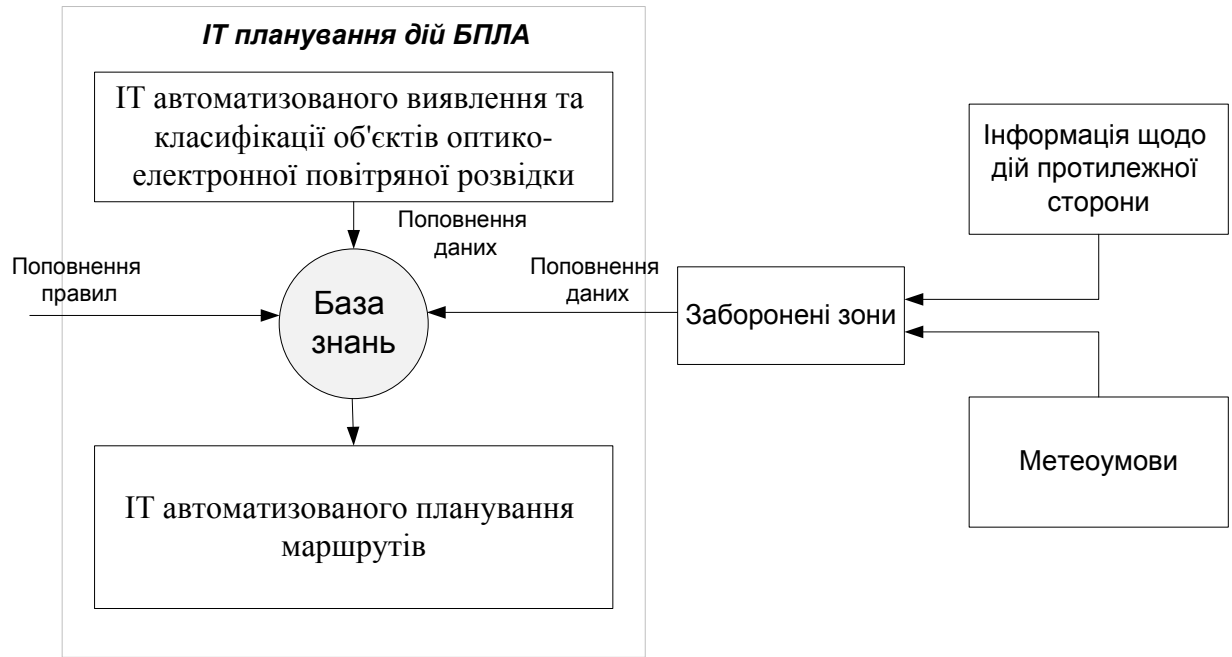 ІТ планування дій БПЛА
ІТ автоматизованого виявлення та
класифікації об'єктів оптико-
електронної повітряної розвідки
Поповнення
даних
Поповнення
правил
База
знань
Поповнення
даних
Заборонені зони
Інформація щодо
дій протилежної
сторони
Метеоумови
ІТ автоматизованого планування
маршрутів